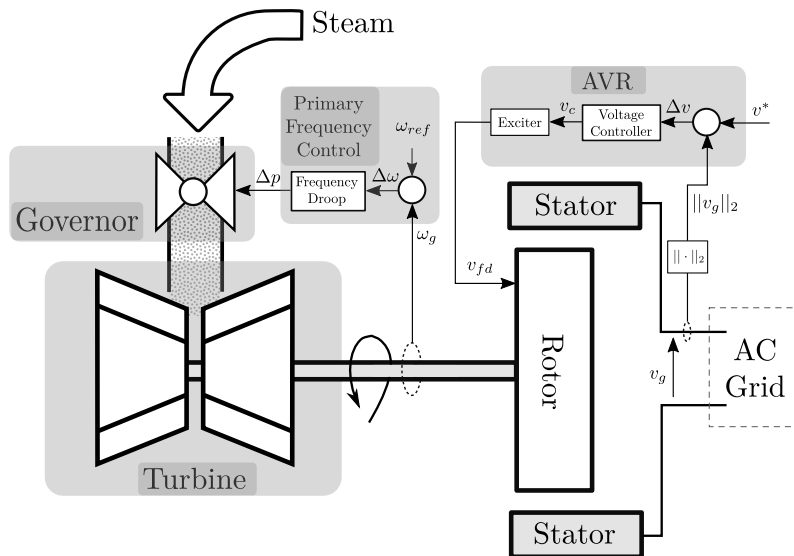 Steam
Primary
Frequency
Control
ω_ref
Δp
Frequency
Droop
Δω
ω_g
Governor
Turbine
AVR
Exciter
v_c
Voltage
Controller
Δv
v*
v_fd
||v_g||_2
|| · ||_2
Stator
Rotor
v_g
AC
Grid
Stator